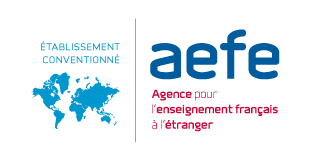 ÉTABLISSEMENT
CONVENTIONNÉ
aefe
Agence pour
l'enseignement français
à l'étranger